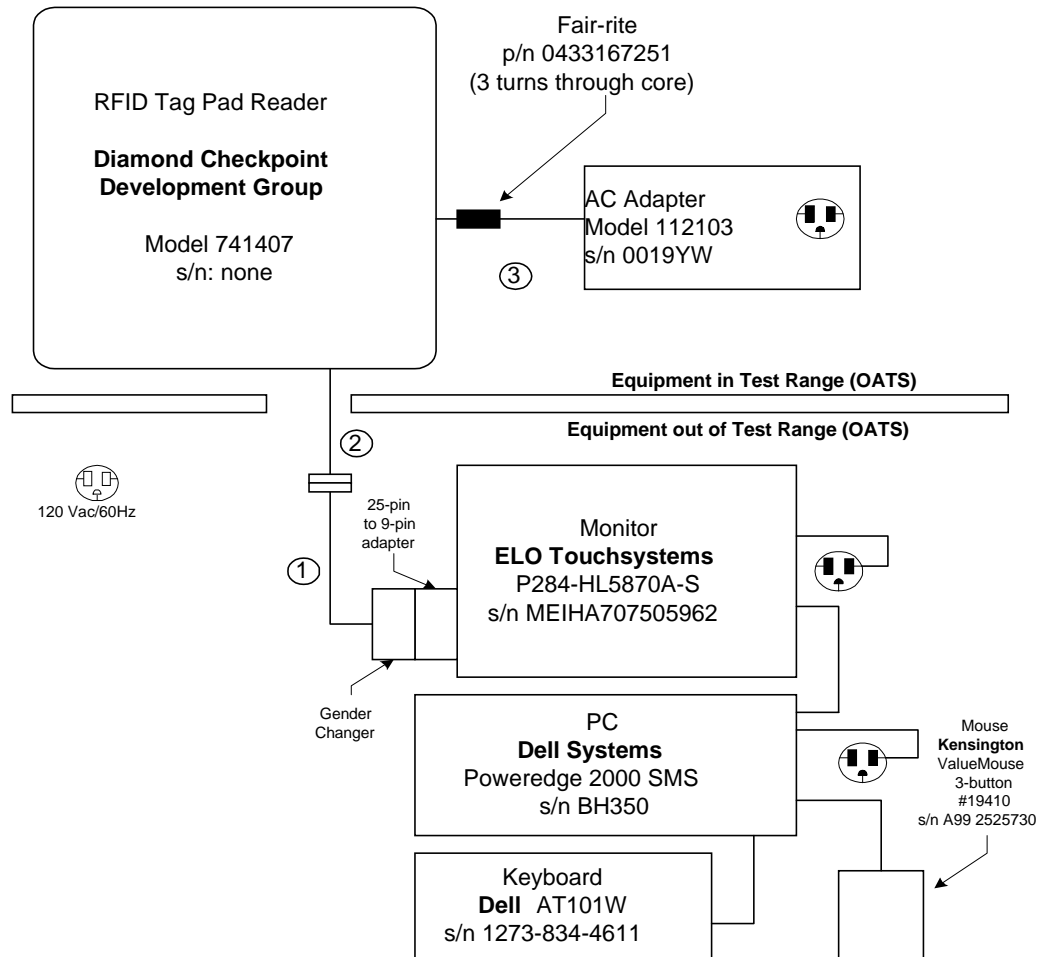 Fair-rite
p/n 0433167251
(3 turns through core)
RFID Tag Pad Reader
Diamond Checkpoint
Development Group
Model 741407
s/n: none
AC Adapter
Model 112103
s/n 0019YW
3
Equipment in Test Range (OATS)
Equipment out of Test Range (OATS)
2
120 Vac/60Hz
25-pin
to 9-pin
adapter
1
Monitor
ELO Touchsystems
P284-HL5870A-S
s/n MEIHA707505962
Gender
Changer
PC
Dell Systems
Poweredge 2000 SMS
s/n BH350
Mouse
Kensington
ValueMouse
3-button
#19410
s/n A99 2525730
Keyboard
Dell AT101W
s/n 1273-834-4611